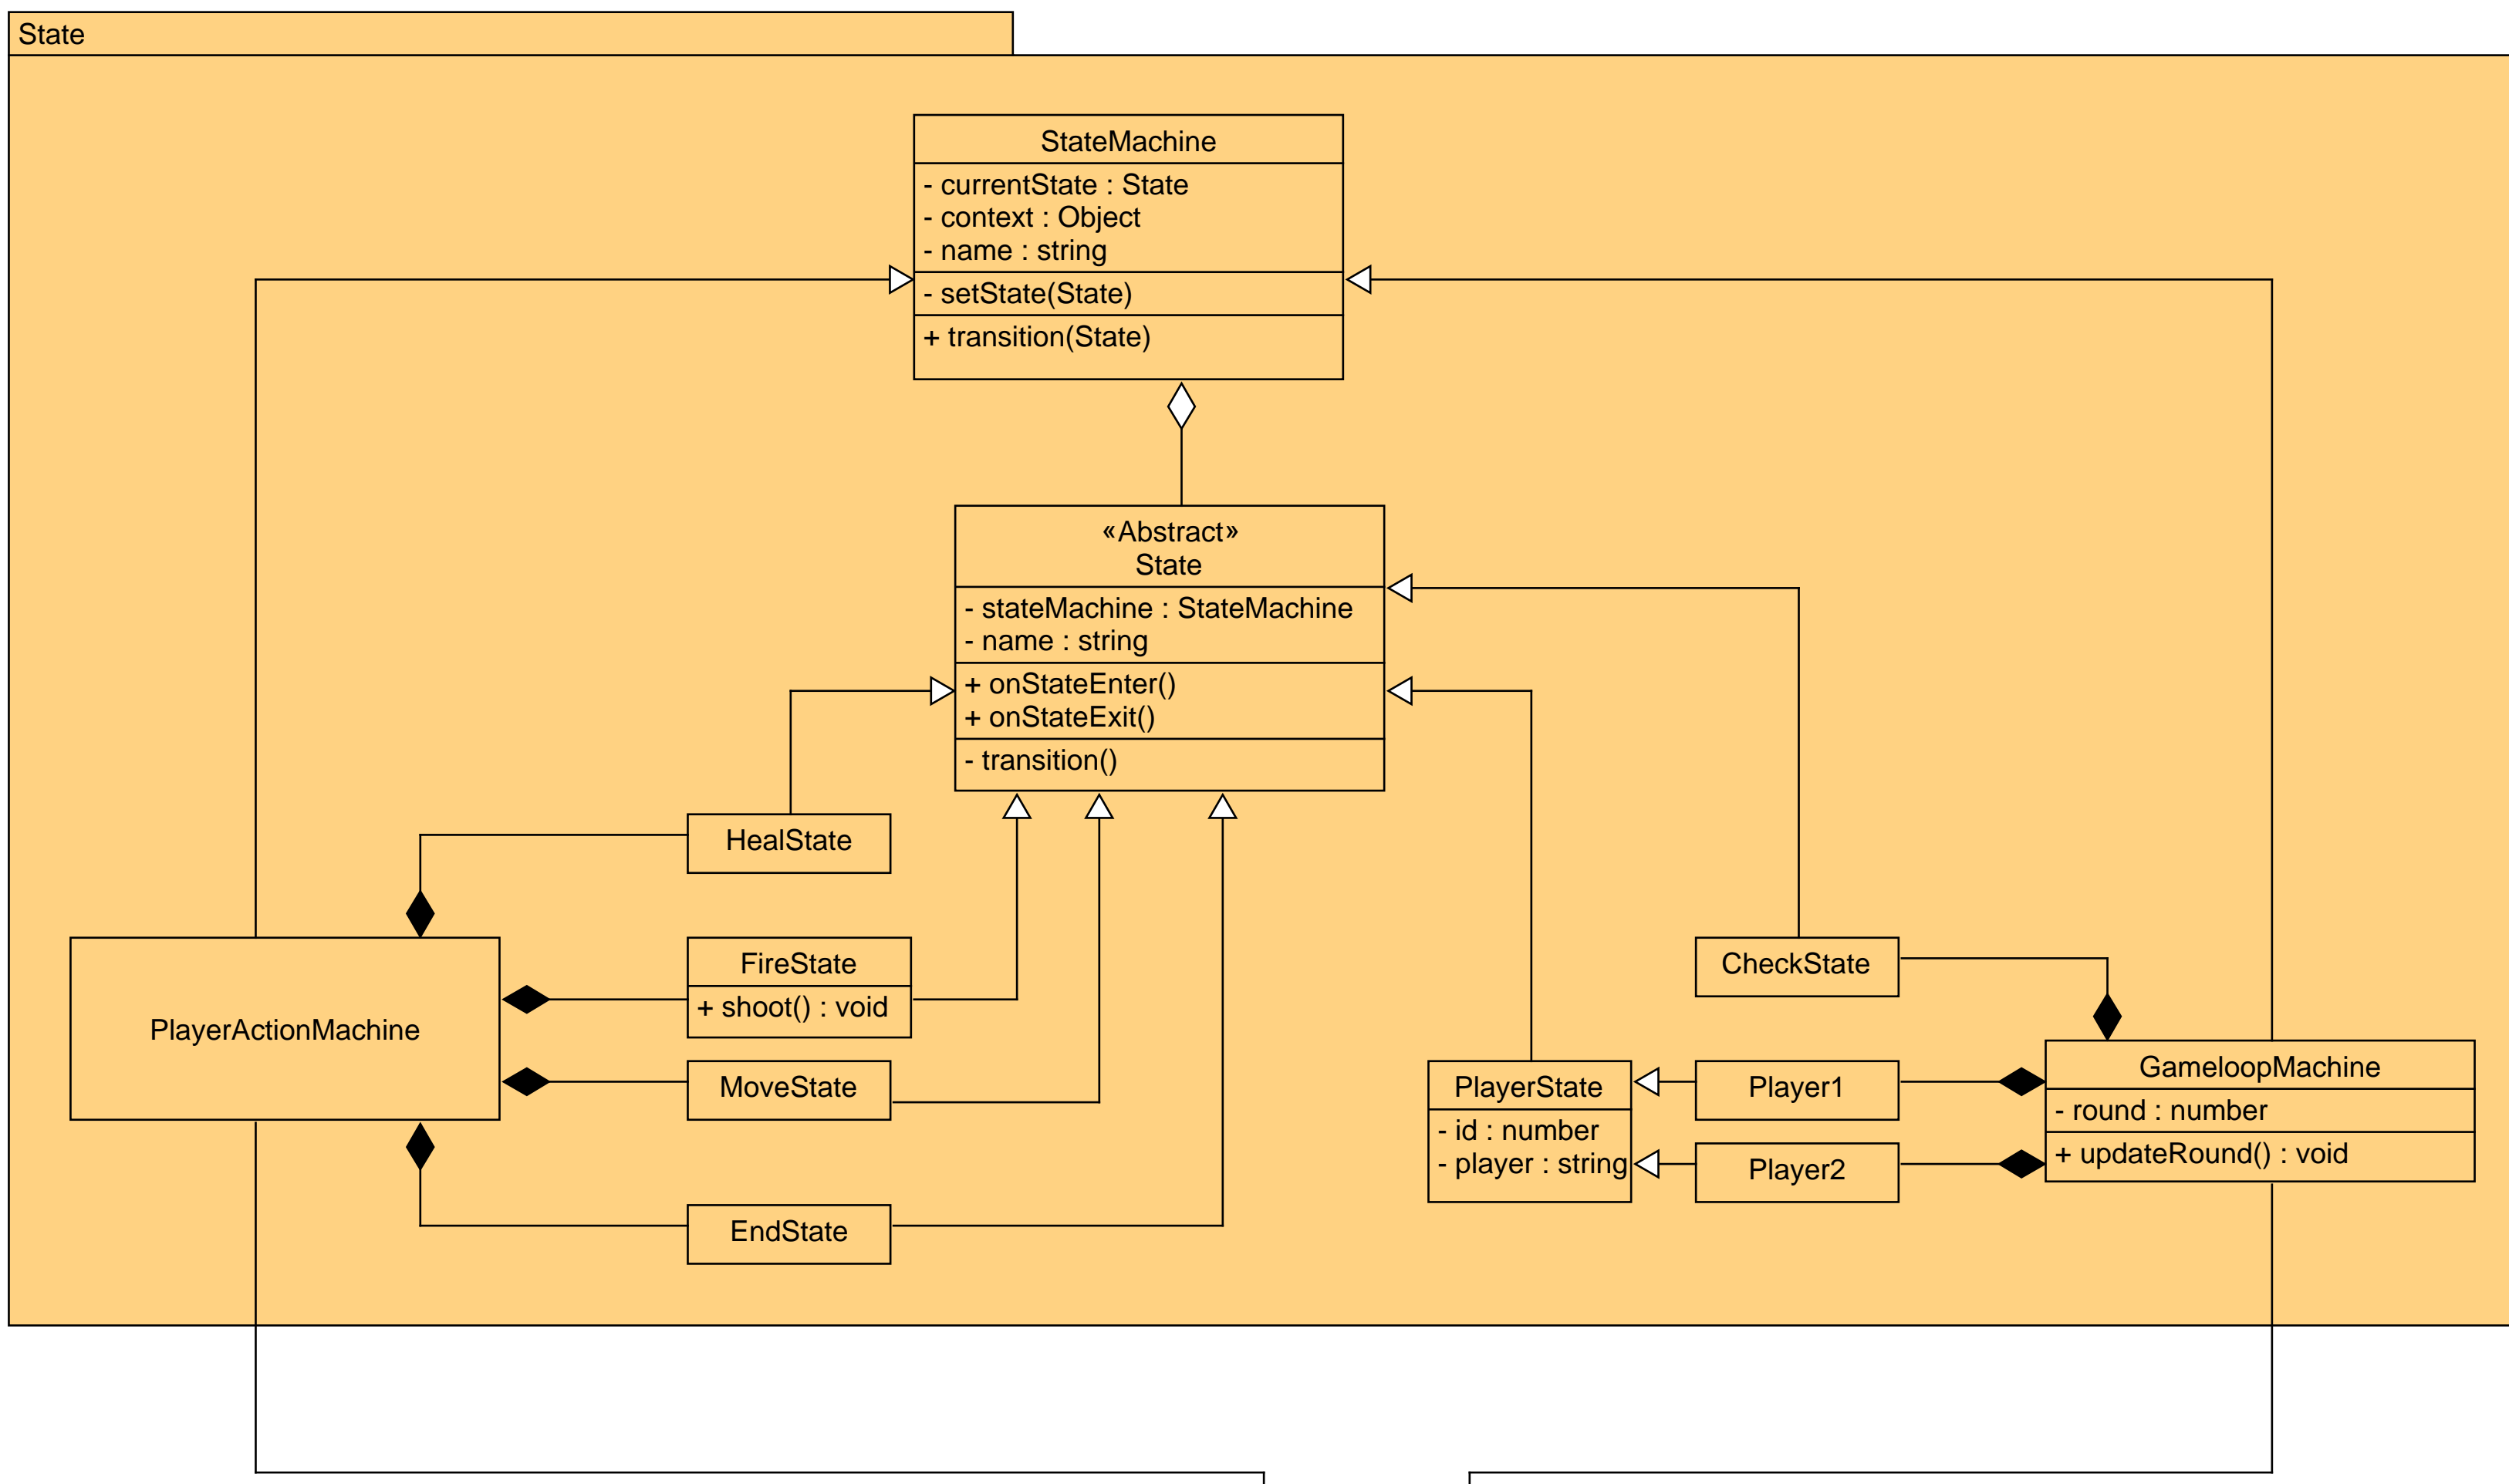 State
StateMachine
- currentState : State
- context : Object
- name : string
- setState(State)
+ transition(State)
«Abstract»
State
- stateMachine : StateMachine
- name : string
+ onStateEnter()
+ onStateExit()
- transition()
HealState
PlayerActionMachine
FireState
+ shoot() : void
MoveState
EndState
CheckState
PlayerState
- id : number
- player : string
Player1
Player2
GameloopMachine
- round : number
+ updateRound() : void